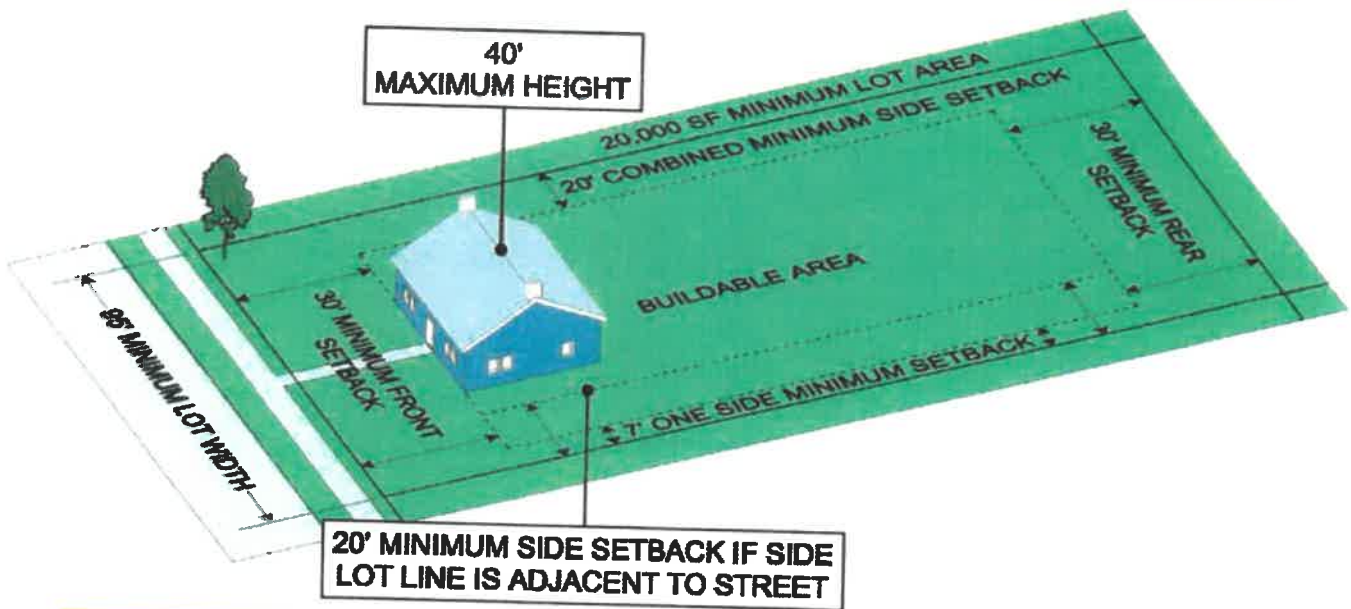 40'
MAXIMUM HEIGHT
20,000 SF MINIMUM LOT AREA
20' COMBINED MINIMUM SIDE SETBACK
30' MINIMUM REAR
SETBACK
BUILDABLE AREA
30' MINIMUM FRONT
SETBACK
95' MINIMUM LOT WIDTH
7' ONE SIDE MINIMUM SETBACK
20' MINIMUM SIDE SETBACK IF SIDE
LOT LINE IS ADJACENT TO STREET